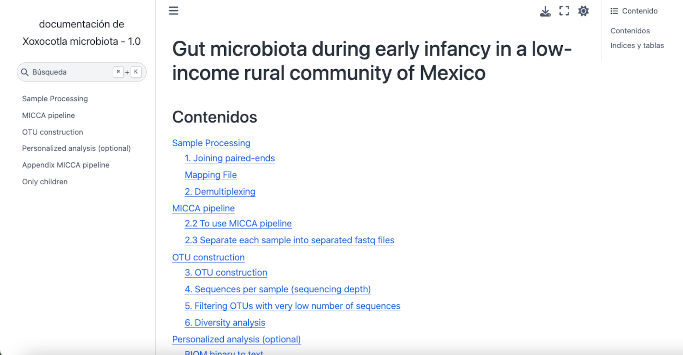 documentación de
Xoxocotla microbiota - 1.0
Búsqueda
⌘ + K
Sample Processing
MICCA pipeline
OTU construction
Personalized analysis (optional)
Appendix MICCA pipeline
Only children
Gut microbiota during early infancy in a low-
income rural community of Mexico
Contenidos
Sample Processing
1. Joining paired-ends
Mapping File
2. Demultiplexing
MICCA pipeline
2.2 To use MICCA pipeline
2.3 Separate each sample into separated fastq files
OTU construction
3. OTU construction
4. Sequences per sample (sequencing depth)
5. Filtering OTUs with very low number of sequences
6. Diversity analysis
Personalized analysis (optional)
BIOM binary to text
Contenido
Contenidos
Indices y tablas